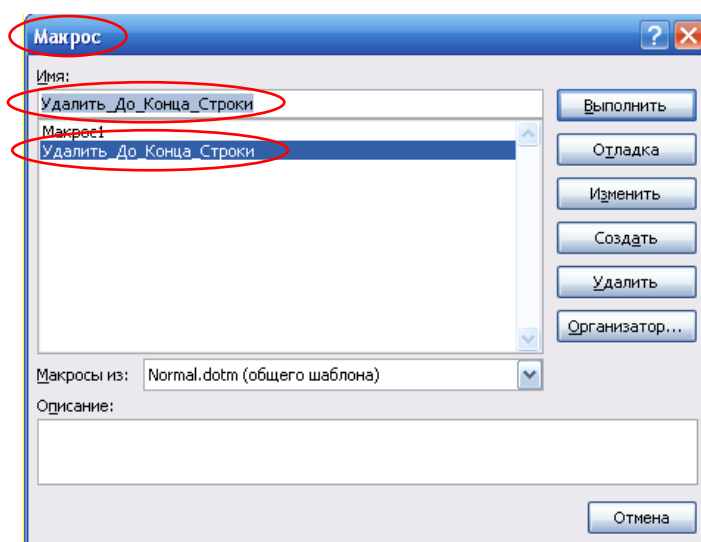 Макрос
Имя:
Удалить_До_Конца_Строки
Выполнить
Макрос1
Удалить_До_Конца_Строки
Отладка
Изменить
Создать
Удалить
Организатор...
Макросы из: Normal.dotm (общего шаблона)
Описание:
Отмена